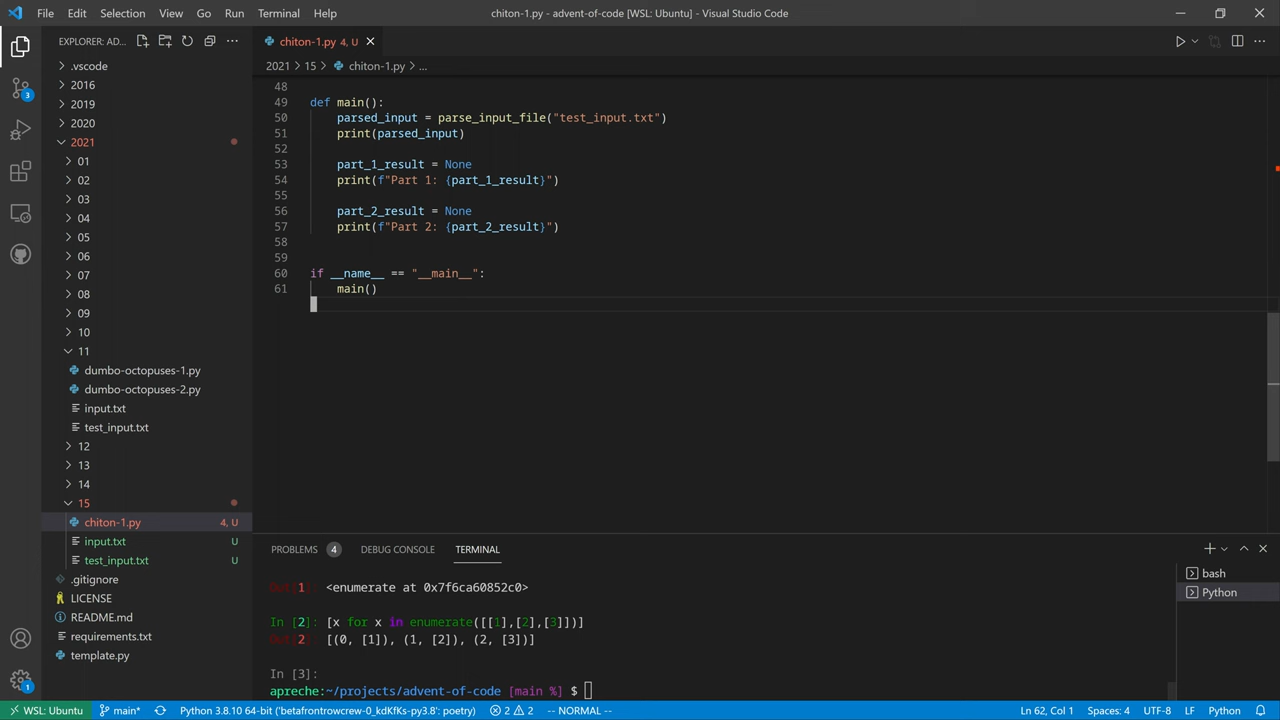 File Edit Selection View Go Run Terminal Help
chiton-1.py - advent-of-code [WSL: Ubuntu] - Visual Studio Code
EXPLORER: AD...
chiton-1.py 4, U
2021 > 15 > chiton-1.py > ...
.vscode
2016
2019
2020
2021
01
02
03
04
05
06
07
08
09
10
11
dumbo-octopuses-1.py
dumbo-octopuses-2.py
input.txt
test_input.txt
12
13
14
15
chiton-1.py 4, U
input.txt U
test_input.txt U
.gitignore
LICENSE
README.md
requirements.txt
template.py
3
1
48
49 def main():
50 parsed_input = parse_input_file("test_input.txt")
51 print(parsed_input)
52
53 part_1_result = None
54 print(f"Part 1: {part_1_result}")
55
56 part_2_result = None
57 print(f"Part 2: {part_2_result}")
58
59
60 if __name__ == "__main__":
61 main()
PROBLEMS 4 DEBUG CONSOLE TERMINAL
Out[1]: <enumerate at 0x7f6ca60852c0>
In [2]: [x for x in enumerate([[1],[2],[3]])]
Out[2]: [(0, [1]), (1, [2]), (2, [3])]
In [3]:
apreche:~/projects/advent-of-code [main %] $
bash
Python
WSL: Ubuntu main* Python 3.8.10 64-bit ('betafrontrowcrew-0_kdKfKs-py3.8': poetry) 2 2 -- NORMAL -- Ln 62, Col 1 Spaces: 4 UTF-8 LF Python